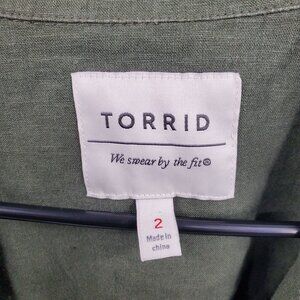 TORRID
We swear by the fit®
2
Made in
china